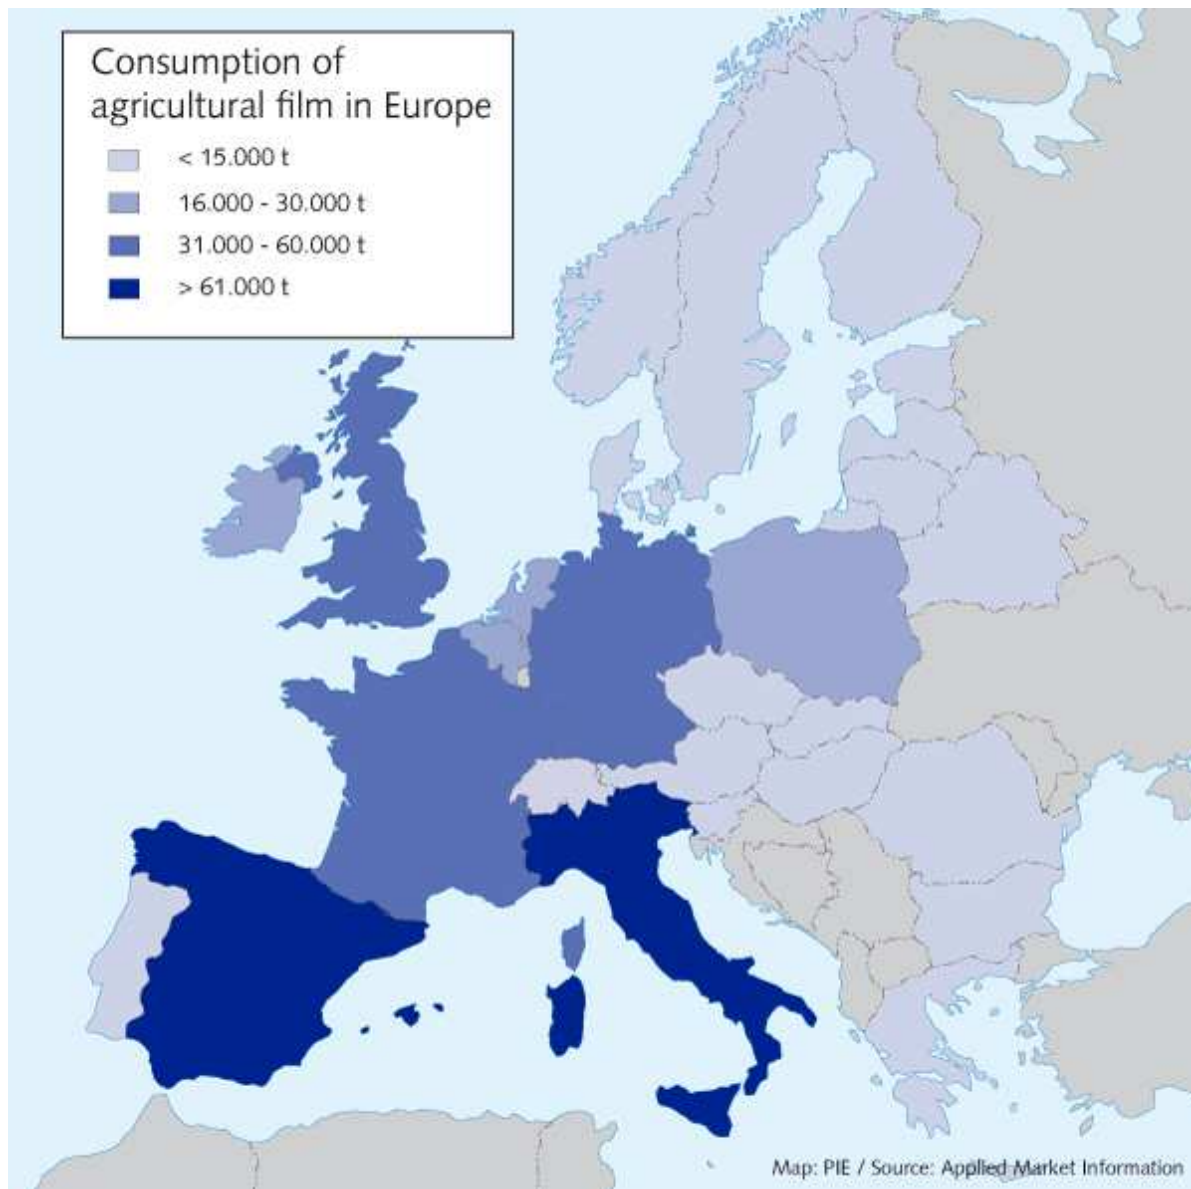 Consumption of
agricultural film in Europe
< 15.000 t
16.000 - 30.000 t
31.000 - 60.000 t
> 61.000 t
Map: PIE / Source: Applied Market Information